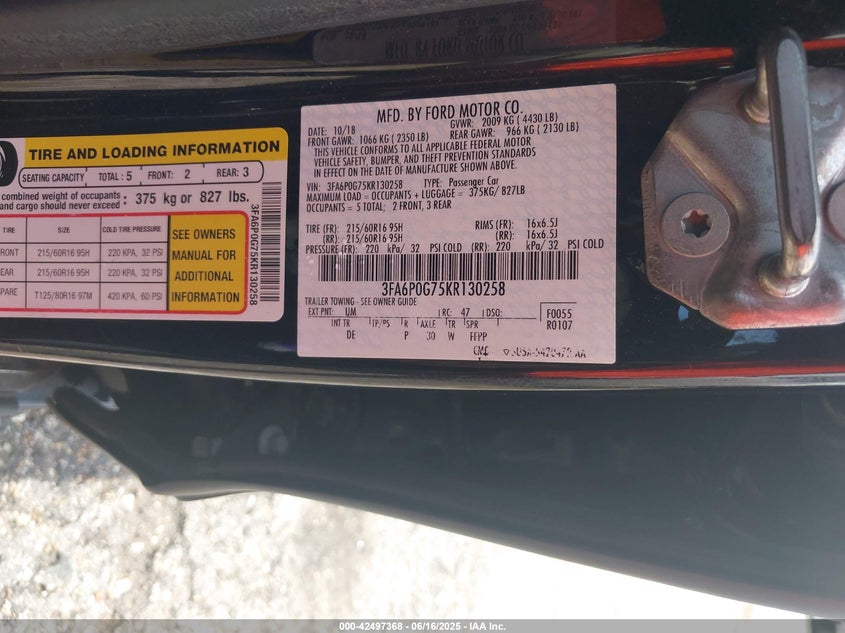 TIRE AND LOADING INFORMATION
SEATING CAPACITY TOTAL : 5 FRONT: 2 REAR: 3
combined weight of occupants and cargo should never exceed : 375 kg or 827 lbs.
TIRE SIZE COLD TIRE PRESSURE
FRONT 215/60R16 95H 220 KPA, 32 PSI
REAR 215/60R16 95H 220 KPA, 32 PSI
SPARE T125/80R16 97M 420 KPA, 60 PSI
SEE OWNERS
MANUAL FOR
ADDITIONAL
INFORMATION
3FA6P0G75KR130258
MFD. BY FORD MOTOR CO.
DATE: 10/18 GVWR: 2009 KG ( 4430 LB)
FRONT GAWR: 1066 KG ( 2350 LB) REAR GAWR: 966 KG ( 2130 LB)
THIS VEHICLE CONFORMS TO ALL APPLICABLE FEDERAL MOTOR
VEHICLE SAFETY, BUMPER, AND THEFT PREVENTION STANDARDS
IN EFFECT ON THE DATE OF MANUFACTURE SHOWN ABOVE.
VIN: 3FA6P0G75KR130258 TYPE: Passenger Car
MAXIMUM LOAD = OCCUPANTS + LUGGAGE = 375KG/ 827LB
OCCUPANTS = 5 TOTAL; 2 FRONT, 3 REAR
TIRE (FR): 215/60R16 95H RIMS (FR): 16x6.5J
(RR): 215/60R16 95H (RR): 16x6.5J
PRESSURE (FR): 220 kPa/ 32 PSI COLD (RR): 220 kPa/ 32 PSI COLD
3FA6P0G75KR130258
TRAILER TOWING - SEE OWNER GUIDE
EXT PNT: UM RC: 47 DSO: F0055
R0107
INT TR TP/PS R AXLE TR SPR
DE P 30 W FFPP
CMC
000-42497368 - 06/16/2025 - IAA Inc.